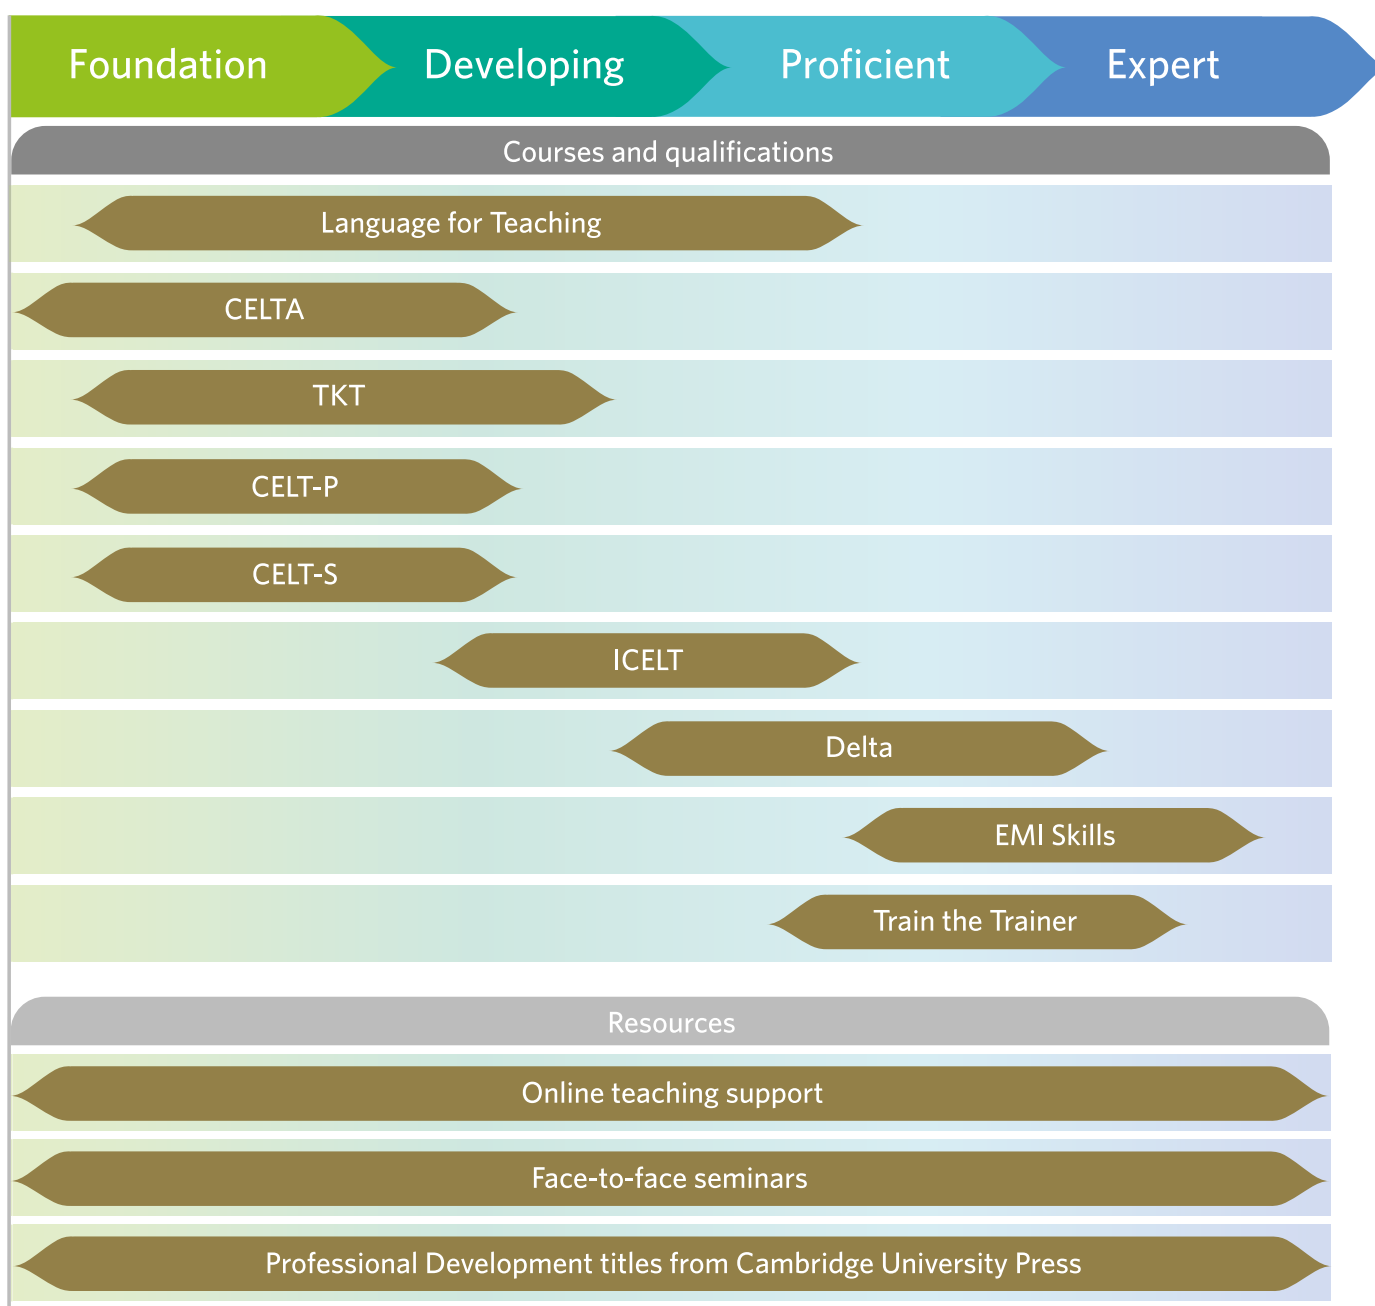 Foundation
Developing
Proficient
Expert
Courses and qualifications
Language for Teaching
CELTA
TKT
CELT-P
CELT-S
ICELT
Delta
EMI Skills
Train the Trainer
Resources
Online teaching support
Face-to-face seminars
Professional Development titles from Cambridge University Press